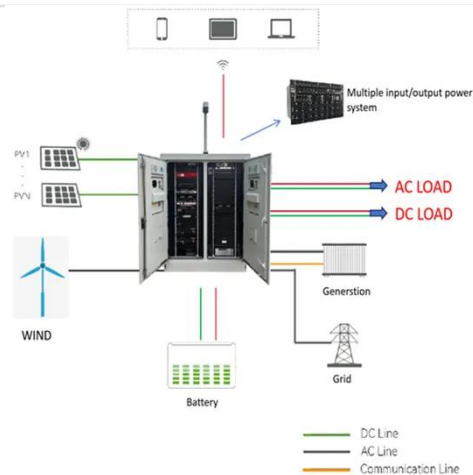 Multiple input/output power
system
PV1
PVN
AC LOAD
DC LOAD
WIND
Generstion
Grid
Battery
DC Line
AC Line
Communication Line